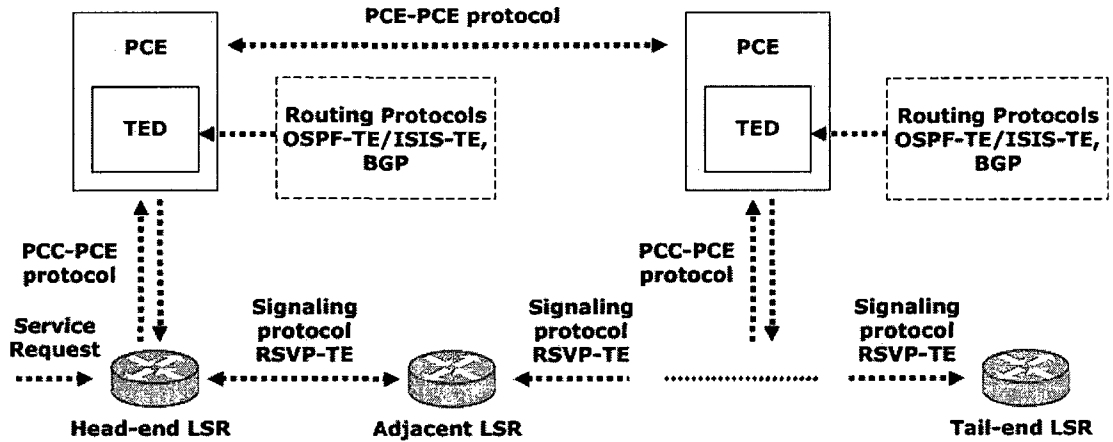 PCE-PCE protocol
PCE
TED
Routing Protocols
OSPF-TE/ISIS-TE,
BGP
PCE
TED
Routing Protocols
OSPF-TE/ISIS-TE,
BGP
PCC-PCE
protocol
PCC-PCE
protocol
Service
Request
Signaling
protocol
RSVP-TE
Signaling
protocol
RSVP-TE
Signaling
protocol
RSVP-TE
Head-end LSR
Adjacent LSR
Tail-end LSR